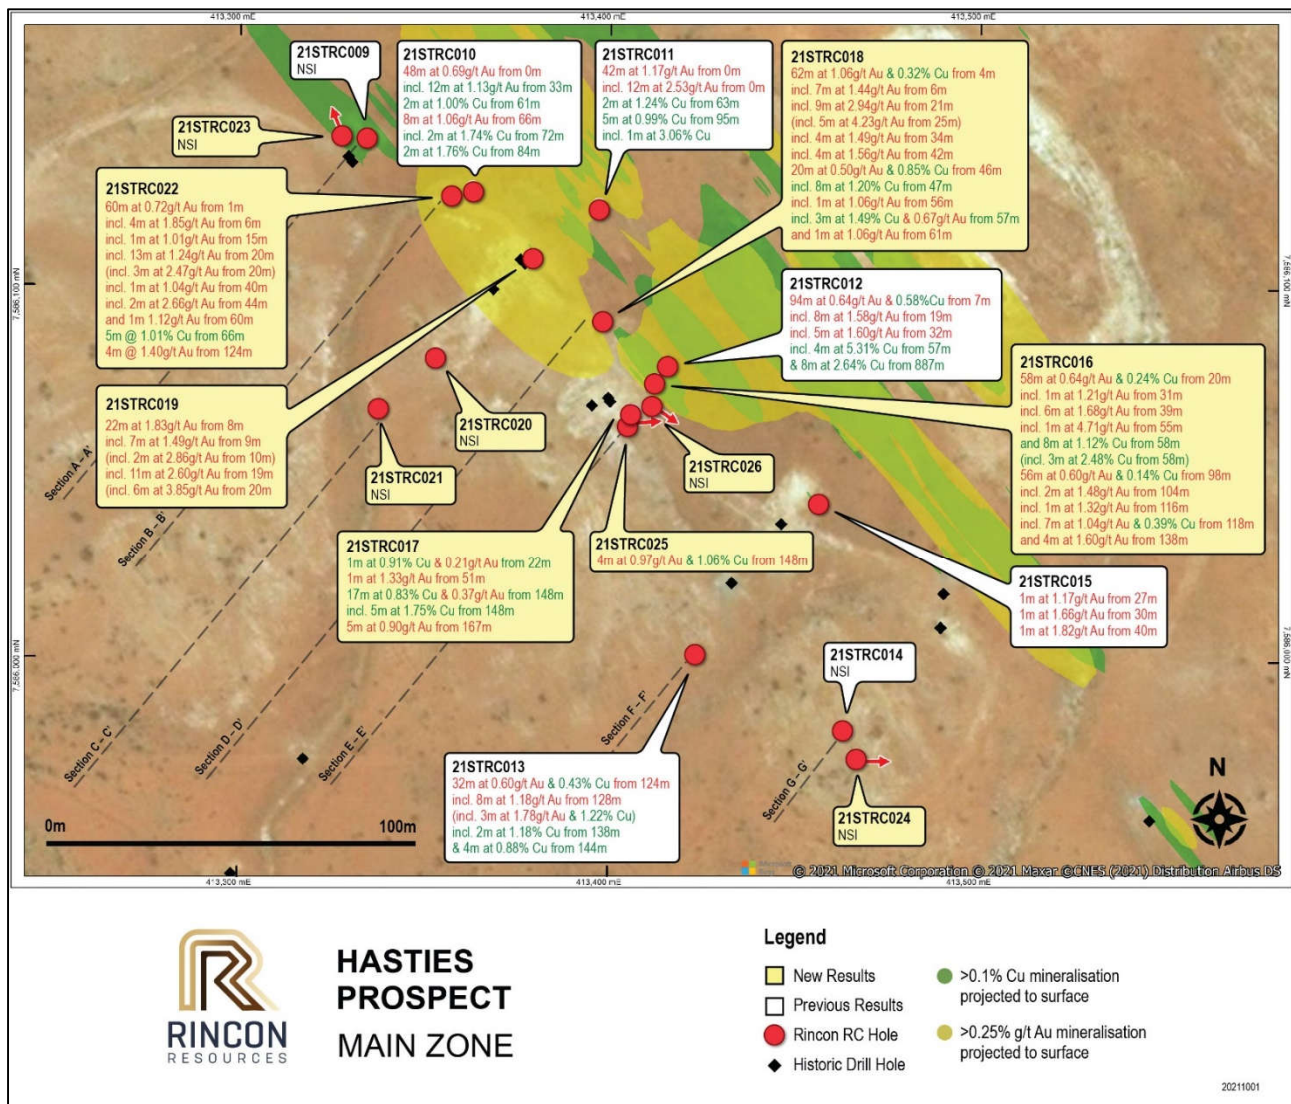 413,300 mE
413,400 mE
413,500 mE
21STRC009
NSI
21STRC010
48m at 0.69g/t Au from 0m
incl. 12m at 1.13g/t Au from 33m
2m at 1.00% Cu from 61m
8m at 1.06g/t Au from 66m
incl. 2m at 1.74% Cu from 72m
2m at 1.76% Cu from 84m
21STRC011
42m at 1.17g/t Au from 0m
incl. 12m at 2.53g/t Au from 0m
2m at 1.24% Cu from 63m
5m at 0.99% Cu from 95m
incl. 1m at 3.06% Cu
21STRC018
62m at 1.06g/t Au & 0.32% Cu from 4m
incl. 7m at 1.44g/t Au from 6m
incl. 9m at 2.94g/t Au from 21m
(incl. 5m at 4.23g/t Au from 25m)
incl. 4m at 1.49g/t Au from 34m
incl. 4m at 1.56g/t Au from 42m
20m at 0.50g/t Au & 0.85% Cu from 46m
incl. 8m at 1.20% Cu from 47m
incl. 1m at 1.06g/t Au from 56m
incl. 3m at 1.49% Cu & 0.67g/t Au from 57m
and 1m at 1.06g/t Au from 61m
21STRC023
NSI
21STRC022
60m at 0.72g/t Au from 1m
incl. 4m at 1.85g/t Au from 6m
incl. 1m at 1.01g/t Au from 15m
incl. 13m at 1.24g/t Au from 20m
(incl. 3m at 2.47g/t Au from 20m)
incl. 1m at 1.04g/t Au from 40m
incl. 2m at 2.66g/t Au from 44m
and 1m 1.12g/t Au from 60m
5m @ 1.01% Cu from 66m
4m @ 1.40g/t Au from 124m
7,586,100 mN
7,586,100 mN
21STRC012
94m at 0.64g/t Au & 0.58%Cu from 7m
incl. 8m at 1.58g/t Au from 19m
incl. 5m at 1.60g/t Au from 32m
incl. 4m at 5.31% Cu from 57m
& 8m at 2.64% Cu from 887m
21STRC016
58m at 0.64g/t Au & 0.24% Cu from 20m
incl. 1m at 1.21g/t Au from 31m
incl. 6m at 1.68g/t Au from 39m
incl. 1m at 4.71g/t Au from 55m
and 8m at 1.12% Cu from 58m
(incl. 3m at 2.48% Cu from 58m)
56m at 0.60g/t Au & 0.14% Cu from 98m
incl. 2m at 1.48g/t Au from 104m
incl. 1m at 1.32g/t Au from 116m
incl. 7m at 1.04g/t Au & 0.39% Cu from 118m
and 4m at 1.60g/t Au from 138m
21STRC019
22m at 1.83g/t Au from 8m
incl. 7m at 1.49g/t Au from 9m
(incl. 2m at 2.86g/t Au from 10m)
incl. 11m at 2.60g/t Au from 19m
(incl. 6m at 3.85g/t Au from 20m)
21STRC020
NSI
21STRC021
NSI
21STRC026
NSI
Section A – A'
Section B – B'
21STRC017
1m at 0.91% Cu & 0.21g/t Au from 22m
1m at 1.33g/t Au from 51m
17m at 0.83% Cu & 0.37g/t Au from 148m
incl. 5m at 1.75% Cu from 148m
5m at 0.90g/t Au from 167m
21STRC025
4m at 0.97g/t Au & 1.06% Cu from 148m
21STRC015
1m at 1.17g/t Au from 27m
1m at 1.66g/t Au from 30m
1m at 1.82g/t Au from 40m
7,586,000 mN
7,586,000 mN
21STRC014
NSI
Section C – C'
Section D – D'
Section E – E'
Section F – F'
Section G – G'
21STRC013
32m at 0.60g/t Au & 0.43% Cu from 124m
incl. 8m at 1.18g/t Au from 128m
(incl. 3m at 1.78g/t Au & 1.22% Cu)
incl. 2m at 1.18% Cu from 138m
& 4m at 0.88% Cu from 144m
21STRC024
NSI
N
0m
100m
© 2021 Microsoft Corporation © 2021 Maxar ©CNES (2021) Distribution Airbus DS
413,300 mE
413,400 mE
413,500 mE
RINCON
RESOURCES
HASTIES
PROSPECT
MAIN ZONE
Legend
New Results
Previous Results
Rincon RC Hole
Historic Drill Hole
>0.1% Cu mineralisation
projected to surface
>0.25% g/t Au mineralisation
projected to surface
20211001